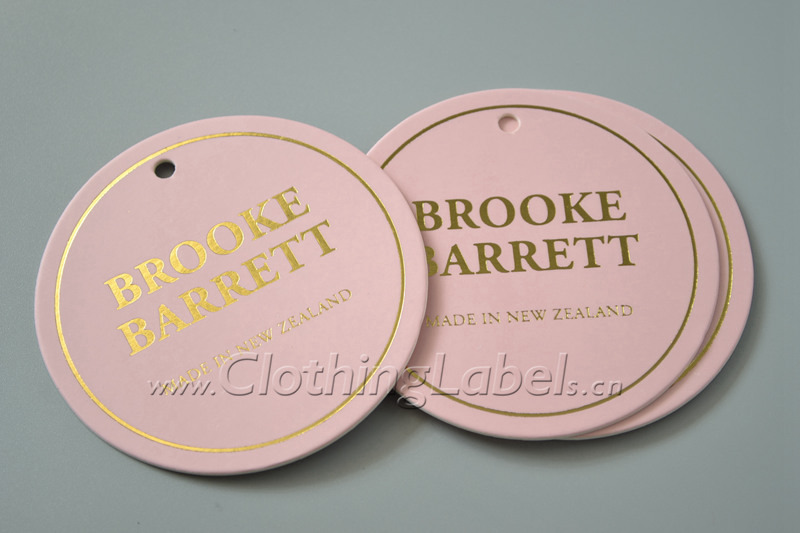 BROOKE
BARRETT
MADE IN NEW ZEALAND
BROOKE
BARRETT
MADE IN NEW ZEALAND
www.ClothingLabels.cn